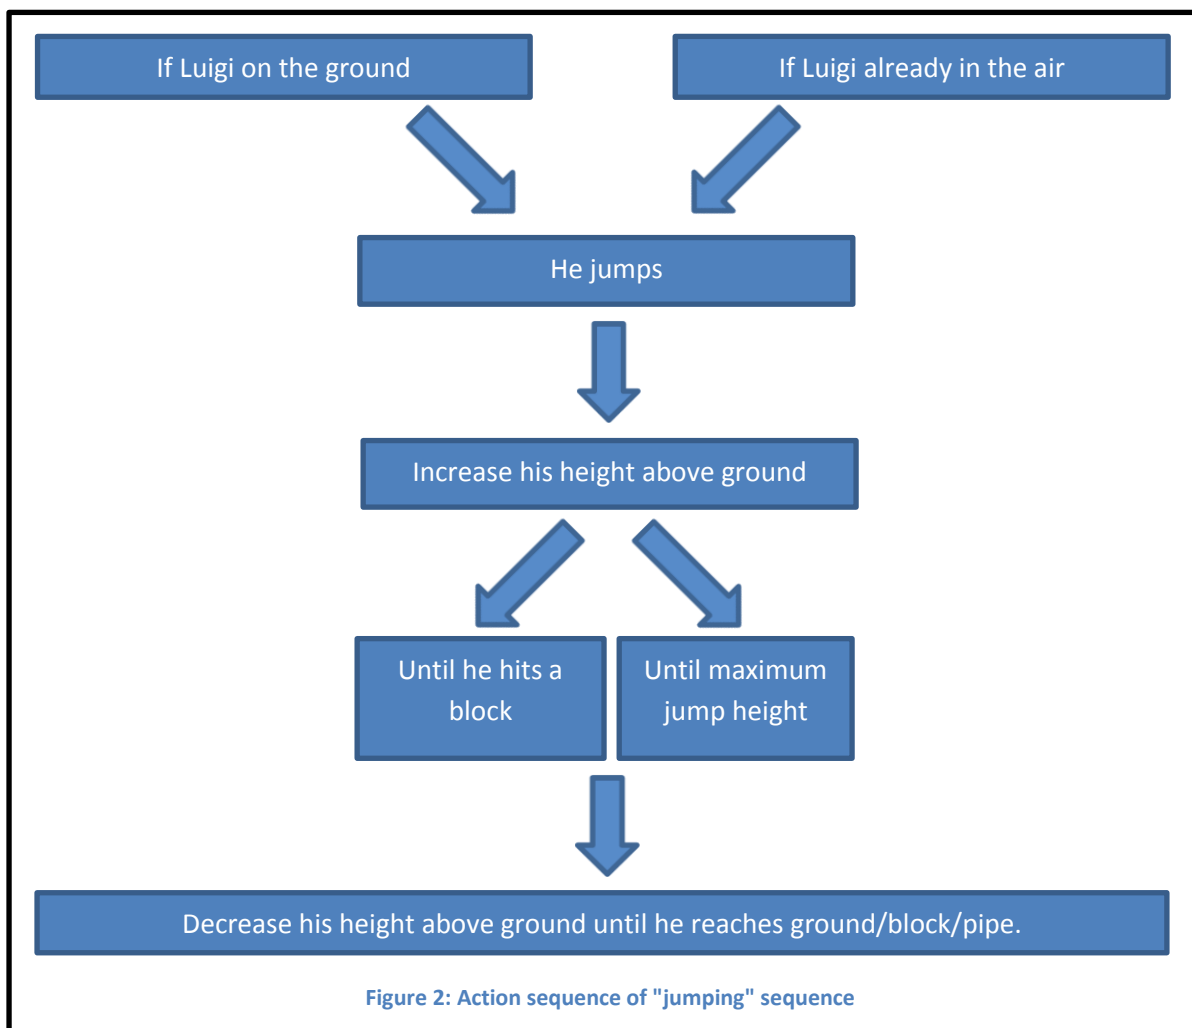 If Luigi on the ground
If Luigi already in the air
He jumps
Increase his height above ground
Until he hits a
block
Until maximum
jump height
Decrease his height above ground until he reaches ground/block/pipe.
Figure 2: Action sequence of "jumping" sequence